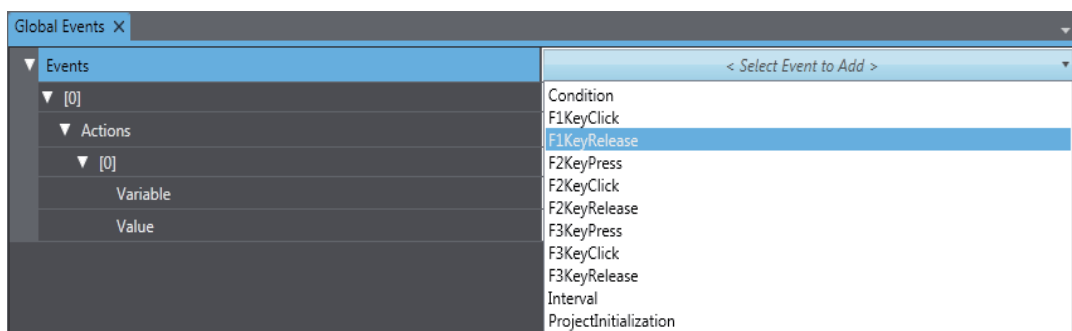 Global Events X
Events
< Select Event to Add >
[0]
Actions
[0]
Variable
Value
Condition
F1KeyClick
F1KeyRelease
F2KeyPress
F2KeyClick
F2KeyRelease
F3KeyPress
F3KeyClick
F3KeyRelease
Interval
ProjectInitialization